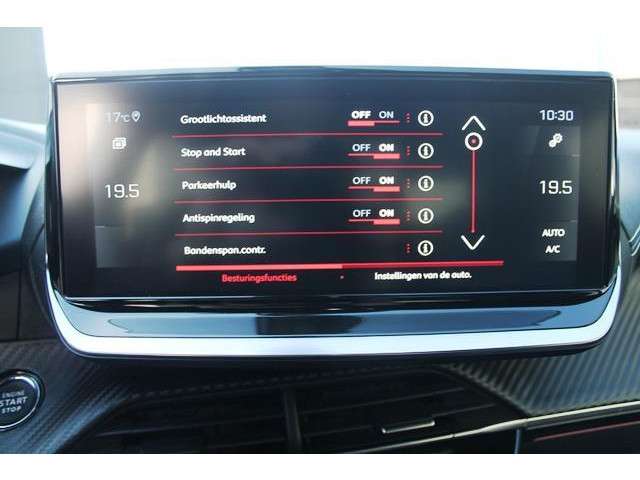 17°C
10:30
Grootlichtassistent OFF ON
Stop and Start OFF ON
19.5
Parkeerhulp OFF ON
19.5
Antispinregeling OFF ON
AUTO
Bandenspan.contr.
A/C
Besturingsfuncties
Instellingen van de auto.
ENGINE
START
STOP